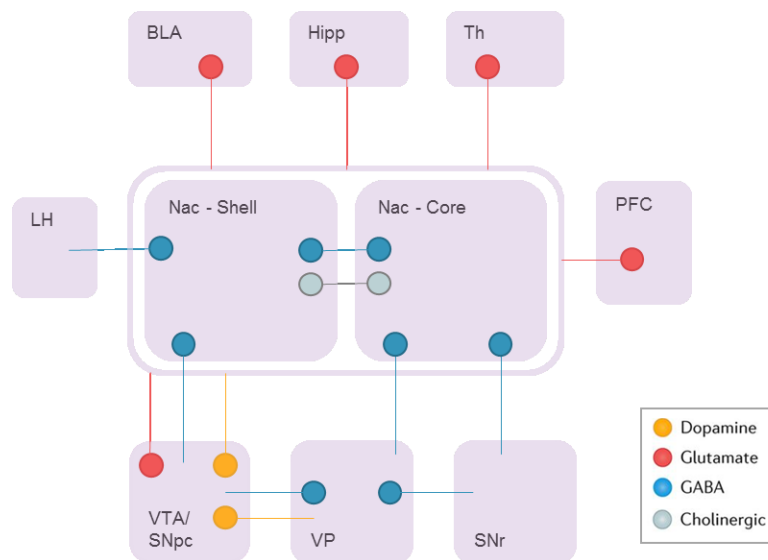 BLA
Hipp
Th
Nac - Shell
Nac - Core
LH
PFC
VTA/
SNpc
VP
SNr
Dopamine
Glutamate
GABA
Cholinergic